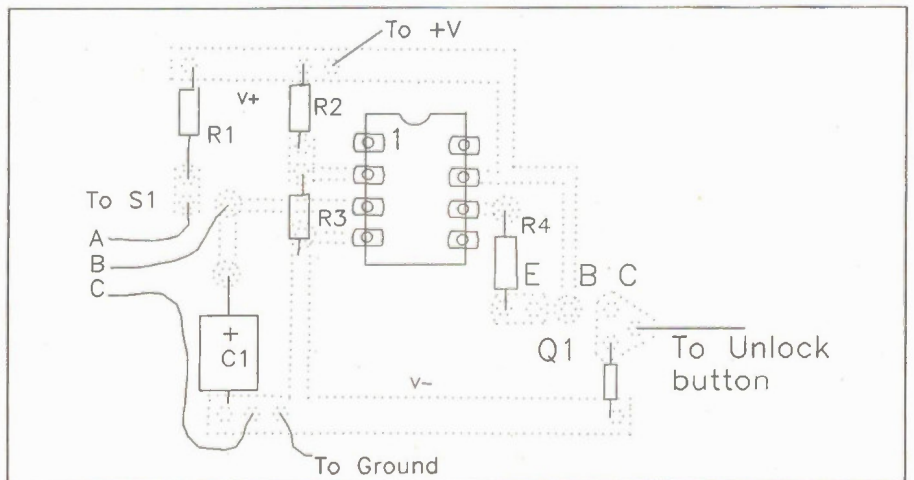 To +V
V+
R1
R2
1
To S1
R3
A
B
C
R4
E B C
+
C1
Q1
To Unlock
button
V-
To Ground